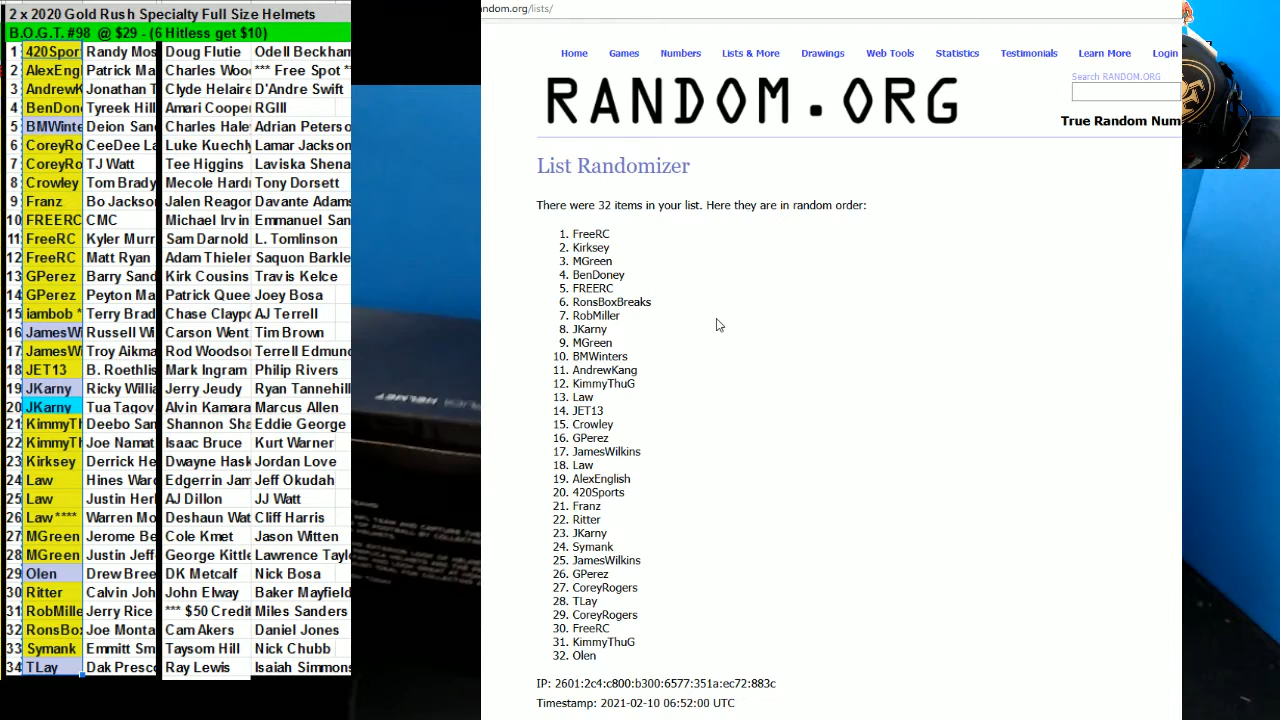 2 x 2020 Gold Rush Specialty Full Size Helmets
B.O.G.T. #98 @ $29 - (6 Hitless get $10)
1 420Spor Randy Mos Doug Flutie Odell Beckham
2 AlexEngl Patrick Ma Charles Woo *** Free Spot **
3 AndrewK Jonathan T Clyde Helaire D'Andre Swift
4 BenDone Tyreek Hill Amari Cooper RGIII
5 BMWinte Deion San Charles Hale Adrian Peterso
6 CoreyRo CeeDee La Luke Kuechly Lamar Jackson
7 CoreyRo TJ Watt Tee Higgins Laviska Shena
8 Crowley Tom Brady Mecole Hard Tony Dorsett
9 Franz Bo Jackson Jalen Reagor Davante Adams
10 FREERC CMC Michael Irvin Emmanuel San
11 FreeRC Kyler Murr Sam Darnold L. Tomlinson
12 FreeRC Matt Ryan Adam Thielen Saquon Barkle
13 GPerez Barry Sand Kirk Cousins Travis Kelce
14 GPerez Peyton Ma Patrick Quee Joey Bosa
15 iambob * Terry Brad Chase Claypo AJ Terrell
16 JamesWi Russell Wi Carson Went Tim Brown
17 JamesWi Troy Aikma Rod Woodson Terrell Edmund
18 JET13 B. Roethlis Mark Ingram Philip Rivers
19 JKarny Ricky Willia Jerry Jeudy Ryan Tannehill
20 JKarny Tua Tagov Alvin Kamara Marcus Allen
21 KimmyTh Deebo San Shannon Sha Eddie George
22 KimmyTh Joe Namat Isaac Bruce Kurt Warner
23 Kirksey Derrick He Dwayne Hask Jordan Love
24 Law Hines Ward Edgerrin Jam Jeff Okudah
25 Law Justin Her AJ Dillon JJ Watt
26 Law **** Warren Mo Deshaun Wat Cliff Harris
27 MGreen Jerome Be Cole Kmet Jason Witten
28 MGreen Justin Jeff George Kittle Lawrence Taylo
29 Olen Drew Bree DK Metcalf Nick Bosa
30 Ritter Calvin Joh John Elway Baker Mayfield
31 RobMille Jerry Rice *** $50 Credit Miles Sanders
32 RonsBox Joe Monta Cam Akers Daniel Jones
33 Symank Emmitt Sm Taysom Hill Nick Chubb
34 TLay Dak Presco Ray Lewis Isaiah Simmons
ndom.org/lists/
Home Games Numbers Lists & More Drawings Web Tools Statistics Testimonials Learn More Login
Search RANDOM.ORG
RANDOM.ORG
True Random Num
List Randomizer
There were 32 items in your list. Here they are in random order:
1. FreeRC
2. Kirksey
3. MGreen
4. BenDoney
5. FREERC
6. RonsBoxBreaks
7. RobMiller
8. JKarny
9. MGreen
10. BMWinters
11. AndrewKang
12. KimmyThuG
13. Law
14. JET13
15. Crowley
16. GPerez
17. JamesWilkins
18. Law
19. AlexEnglish
20. 420Sports
21. Franz
22. Ritter
23. JKarny
24. Symank
25. JamesWilkins
26. GPerez
27. CoreyRogers
28. TLay
29. CoreyRogers
30. FreeRC
31. KimmyThuG
32. Olen
IP: 2601:2c4:c800:b300:6577:351a:ec72:883c
Timestamp: 2021-02-10 06:52:00 UTC